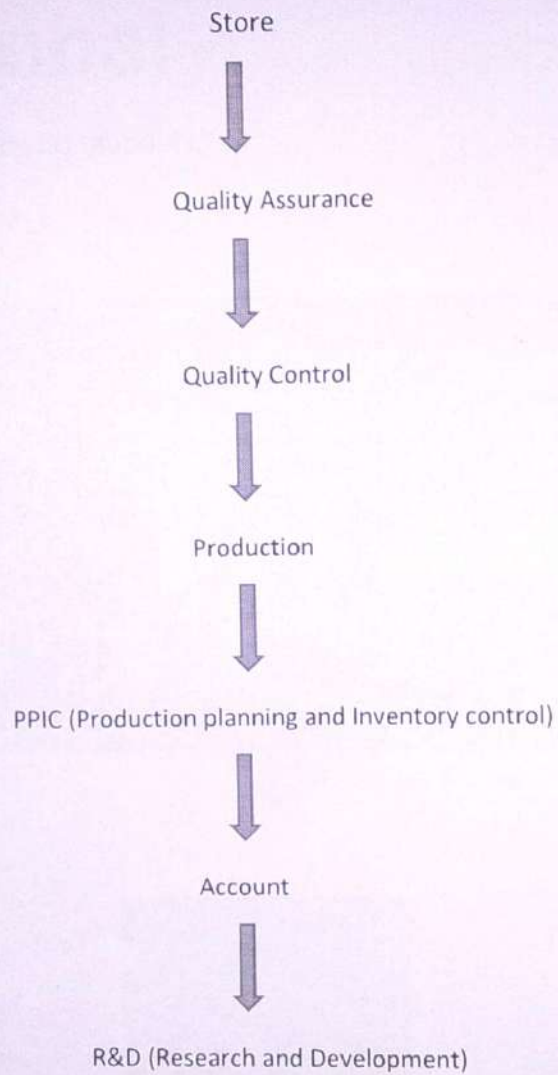 Store
Quality Assurance
Quality Control
Production
PPIC (Production planning and Inventory control)
Account
R&D (Research and Development)